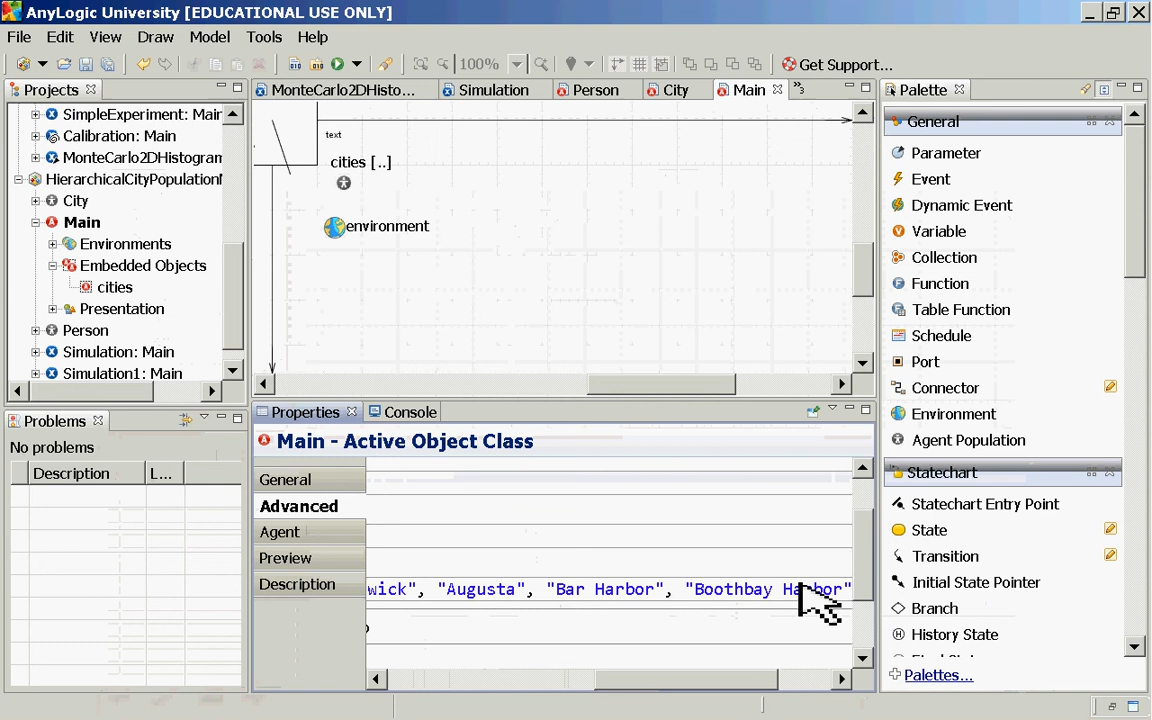 AnyLogic University [EDUCATIONAL USE ONLY]
File Edit View Draw Model Tools Help
100% Get Support...
Projects
SimpleExperiment: Mair
Calibration: Main
MonteCarlo2DHistogram
HierarchicalCityPopulation
City
Main
Environments
Embedded Objects
cities
Presentation
Person
Simulation: Main
Simulation1: Main
Problems
No problems
Description L...
MonteCarlo2DHisto... Simulation Person City Main »3
text
cities [..]
environment
Properties Console
Main - Active Object Class
General
Advanced
Agent
Preview
Description
wick", "Augusta", "Bar Harbor", "Boothbay Harbor"
Palette
General
Parameter
Event
Dynamic Event
Variable
Collection
Function
Table Function
Schedule
Port
Connector
Environment
Agent Population
Statechart
Statechart Entry Point
State
Transition
Initial State Pointer
Branch
History State
Palettes...